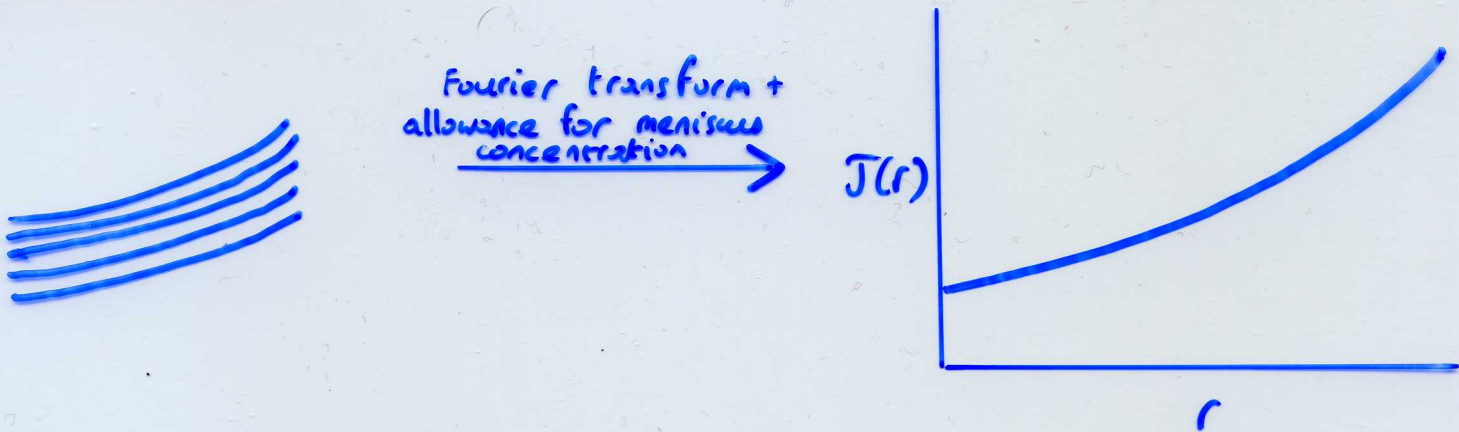 Fourier transform +
allowance for meniscus
concentration
J(r)
r